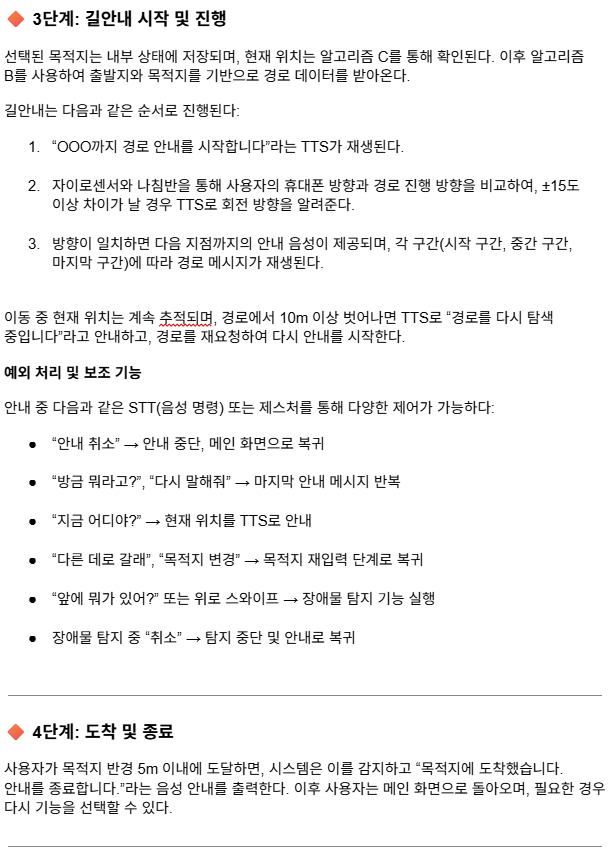 3단계: 길안내 시작 및 진행
선택된 목적지는 내부 상태에 저장되며, 현재 위치는 알고리즘 C를 통해 확인된다. 이후 알고리즘
B를 사용하여 출발지와 목적지를 기반으로 경로 데이터를 받아온다.
길안내는 다음과 같은 순서로 진행된다:
1. “OOO까지 경로 안내를 시작합니다”라는 TTS가 재생된다.
2. 자이로센서와 나침반을 통해 사용자의 휴대폰 방향과 경로 진행 방향을 비교하여, ±15도
이상 차이가 날 경우 TTS로 회전 방향을 알려준다.
3. 방향이 일치하면 다음 지점까지의 안내 음성이 제공되며, 각 구간(시작 구간, 중간 구간,
마지막 구간)에 따라 경로 메시지가 재생된다.
이동 중 현재 위치는 계속 추적되며, 경로에서 10m 이상 벗어나면 TTS로 “경로를 다시 탐색
중입니다”라고 안내하고, 경로를 재요청하여 다시 안내를 시작한다.
예외 처리 및 보조 기능
안내 중 다음과 같은 STT(음성 명령) 또는 제스처를 통해 다양한 제어가 가능하다:
● “안내 취소” → 안내 중단, 메인 화면으로 복귀
● “방금 뭐라고?”, “다시 말해줘” → 마지막 안내 메시지 반복
● “지금 어디야?” → 현재 위치를 TTS로 안내
● “다른 데로 갈래”, “목적지 변경” → 목적지 재입력 단계로 복귀
● “앞에 뭐가 있어?” 또는 위로 스와이프 → 장애물 탐지 기능 실행
● 장애물 탐지 중 “취소” → 탐지 중단 및 안내로 복귀
4단계: 도착 및 종료
사용자가 목적지 반경 5m 이내에 도달하면, 시스템은 이를 감지하고 “목적지에 도착했습니다.
안내를 종료합니다.”라는 음성 안내를 출력한다. 이후 사용자는 메인 화면으로 돌아오며, 필요한 경우
다시 기능을 선택할 수 있다.